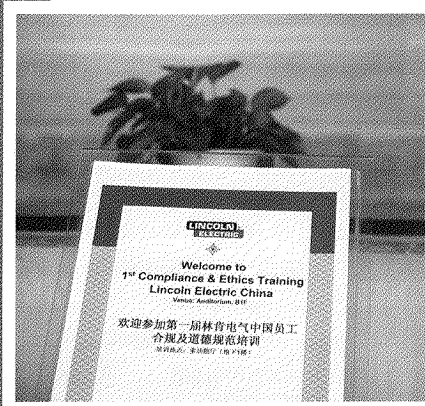 LINCOLN
ELECTRIC
Welcome to
1st Compliance & Ethics Training
Lincoln Electric China
Venue: Auditorium, B1F
欢迎参加第一届林肯电气中国员工
合规及道德规范培训